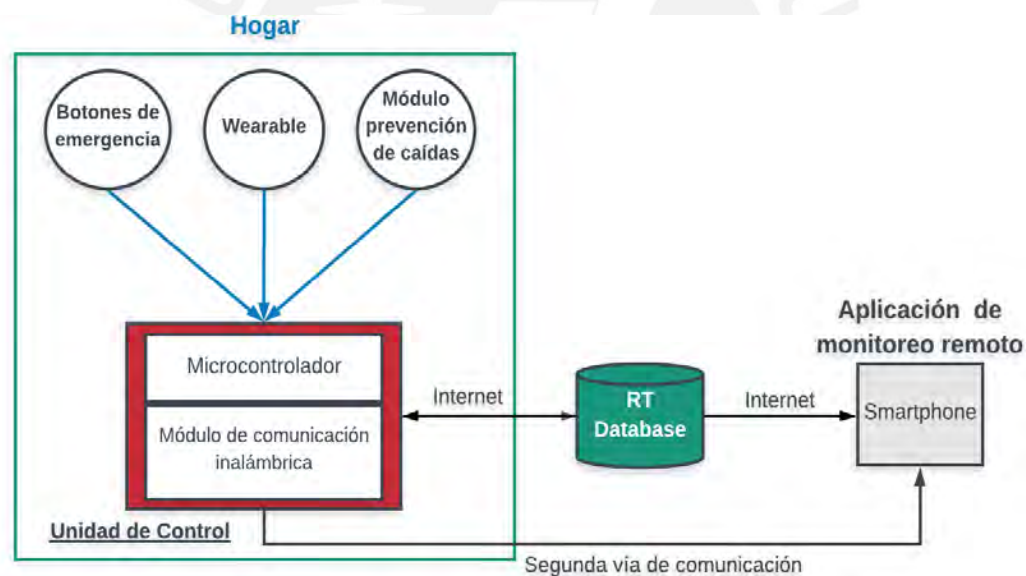 Hogar
Botones de
emergencia
Wearable
Módulo
prevención
de caídas
Microcontrolador
Módulo de comunicación
inalámbrica
Unidad de Control
Internet
RT
Database
Internet
Aplicación de
monitoreo remoto
Smartphone
Segunda vía de comunicación